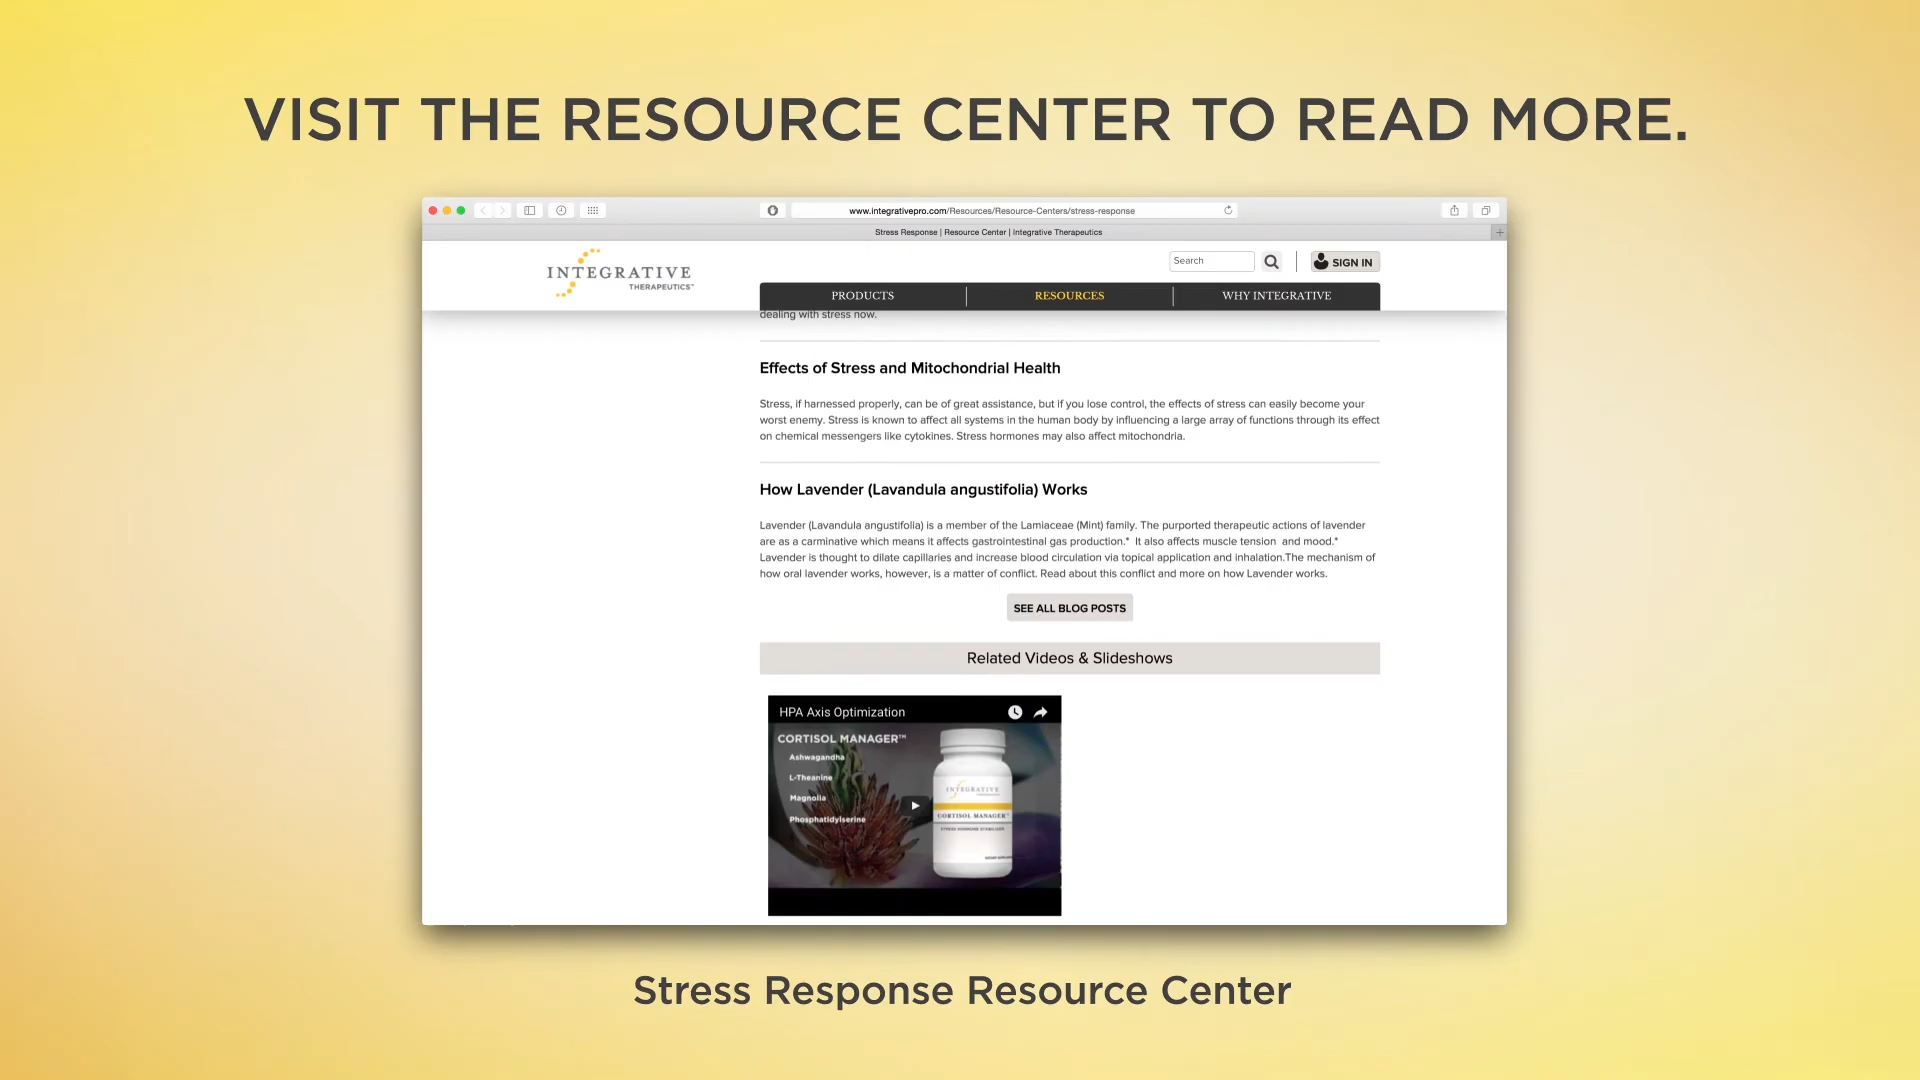 VISIT THE RESOURCE CENTER TO READ MORE.
www.integrativepro.com/Resources/Resource-Centers/stress-response
Stress Response | Resource Center | Integrative Therapeutics
INTEGRATIVE
THERAPEUTICS™
Search
SIGN IN
PRODUCTS
RESOURCES
WHY INTEGRATIVE
dealing with stress now.
Effects of Stress and Mitochondrial Health
Stress, if harnessed properly, can be of great assistance, but if you lose control, the effects of stress can easily become your
worst enemy. Stress is known to affect all systems in the human body by influencing a large array of functions through its effect
on chemical messengers like cytokines. Stress hormones may also affect mitochondria.
How Lavender (Lavandula angustifolia) Works
Lavender (Lavandula angustifolia) is a member of the Lamiaceae (Mint) family. The purported therapeutic actions of lavender
are as a carminative which means it affects gastrointestinal gas production.* It also affects muscle tension and mood.*
Lavender is thought to dilate capillaries and increase blood circulation via topical application and inhalation.The mechanism of
how oral lavender works, however, is a matter of conflict. Read about this conflict and more on how Lavender works.
SEE ALL BLOG POSTS
Related Videos & Slideshows
HPA Axis Optimization
CORTISOL MANAGER™
Ashwagandha
L-Theanine
Magnolia
Phosphatidylserine
INTEGRATIVE
CORTISOL MANAGER™
STRESS HORMONE STABILIZER
Stress Response Resource Center